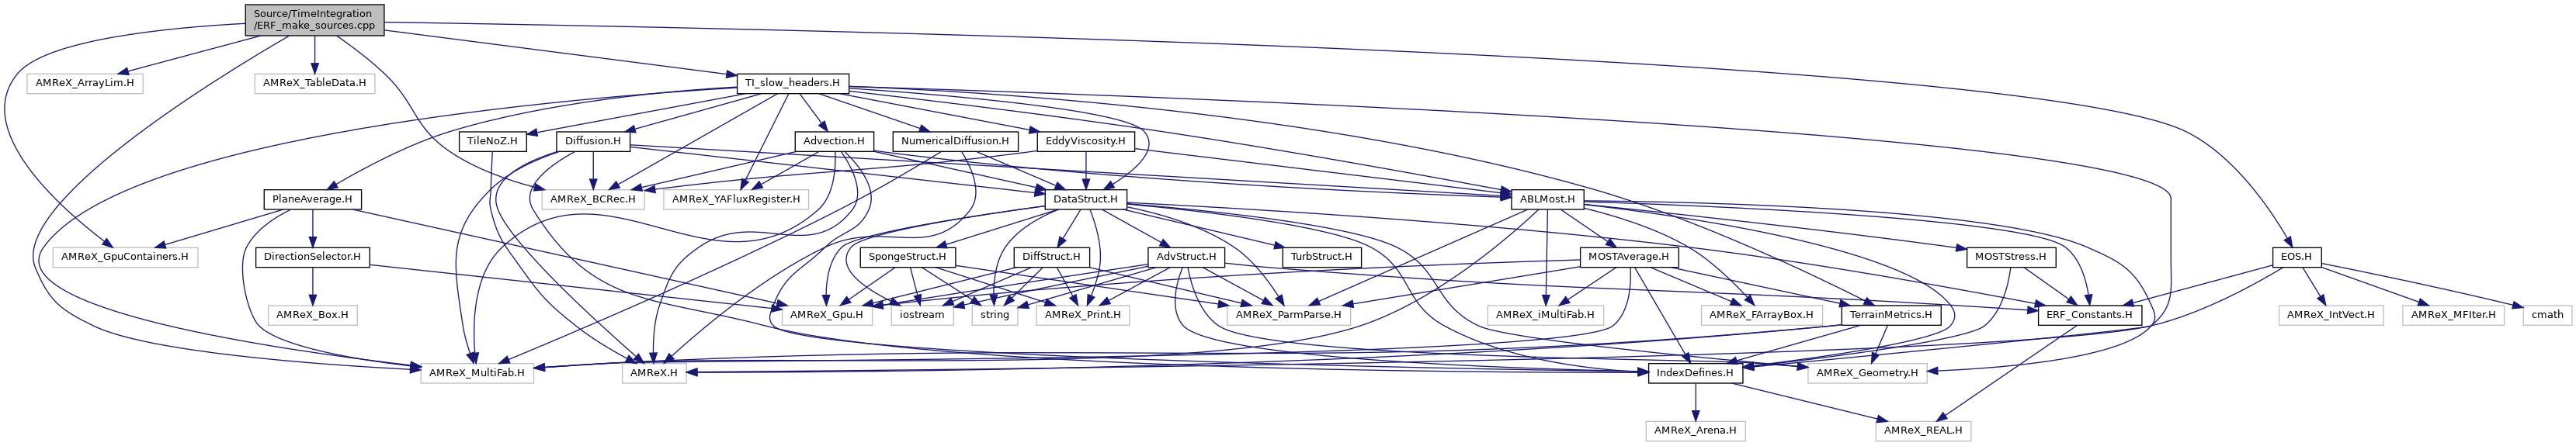 Source/TimeIntegration
/ERF_make_sources.cpp
AMReX_ArrayLim.H
AMReX_TableData.H
TI_slow_headers.H
TileNoZ.H
Diffusion.H
Advection.H
NumericalDiffusion.H
EddyViscosity.H
PlaneAverage.H
AMReX_BCRec.H
AMReX_YAFluxRegister.H
DataStruct.H
ABLMost.H
AMReX_GpuContainers.H
DirectionSelector.H
SpongeStruct.H
DiffStruct.H
AdvStruct.H
TurbStruct.H
MOSTAverage.H
MOSTStress.H
EOS.H
AMReX_Box.H
AMReX_Gpu.H
iostream
string
AMReX_Print.H
AMReX_ParmParse.H
AMReX_iMultiFab.H
AMReX_FArrayBox.H
TerrainMetrics.H
ERF_Constants.H
AMReX_IntVect.H
AMReX_MFIter.H
cmath
AMReX_MultiFab.H
AMReX.H
IndexDefines.H
AMReX_Geometry.H
AMReX_Arena.H
AMReX_REAL.H